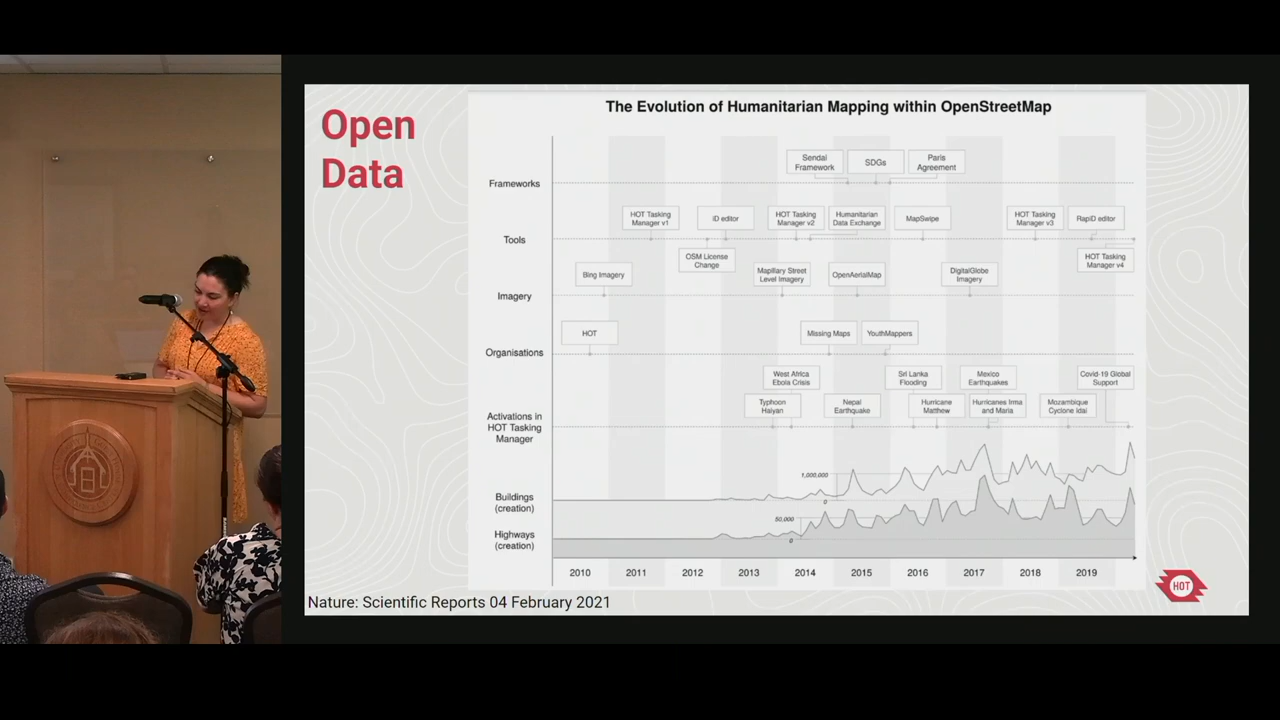 Open
Data
The Evolution of Humanitarian Mapping within OpenStreetMap
Frameworks
Sendai
Framework
SDGs
Paris
Agreement
Tools
HOT Tasking
Manager v1
iD editor
HOT Tasking
Manager v2
Humanitarian
Data Exchange
MapSwipe
HOT Tasking
Manager v3
RapiD editor
OSM License
Change
HOT Tasking
Manager v4
Imagery
Bing Imagery
Mapillary Street
Level Imagery
OpenAerialMap
DigitalGlobe
Imagery
Organisations
HOT
Missing Maps
YouthMappers
Activations in
HOT Tasking
Manager
West Africa
Ebola Crisis
Sri Lanka
Flooding
Mexico
Earthquakes
Covid-19 Global
Support
Typhoon
Haiyan
Nepal
Earthquake
Hurricane
Matthew
Hurricanes Irma
and Maria
Mozambique
Cyclone Idai
Buildings
(creation)
1,000,000
0
Highways
(creation)
50,000
0
2010 2011 2012 2013 2014 2015 2016 2017 2018 2019
HOT
Nature: Scientific Reports 04 February 2021